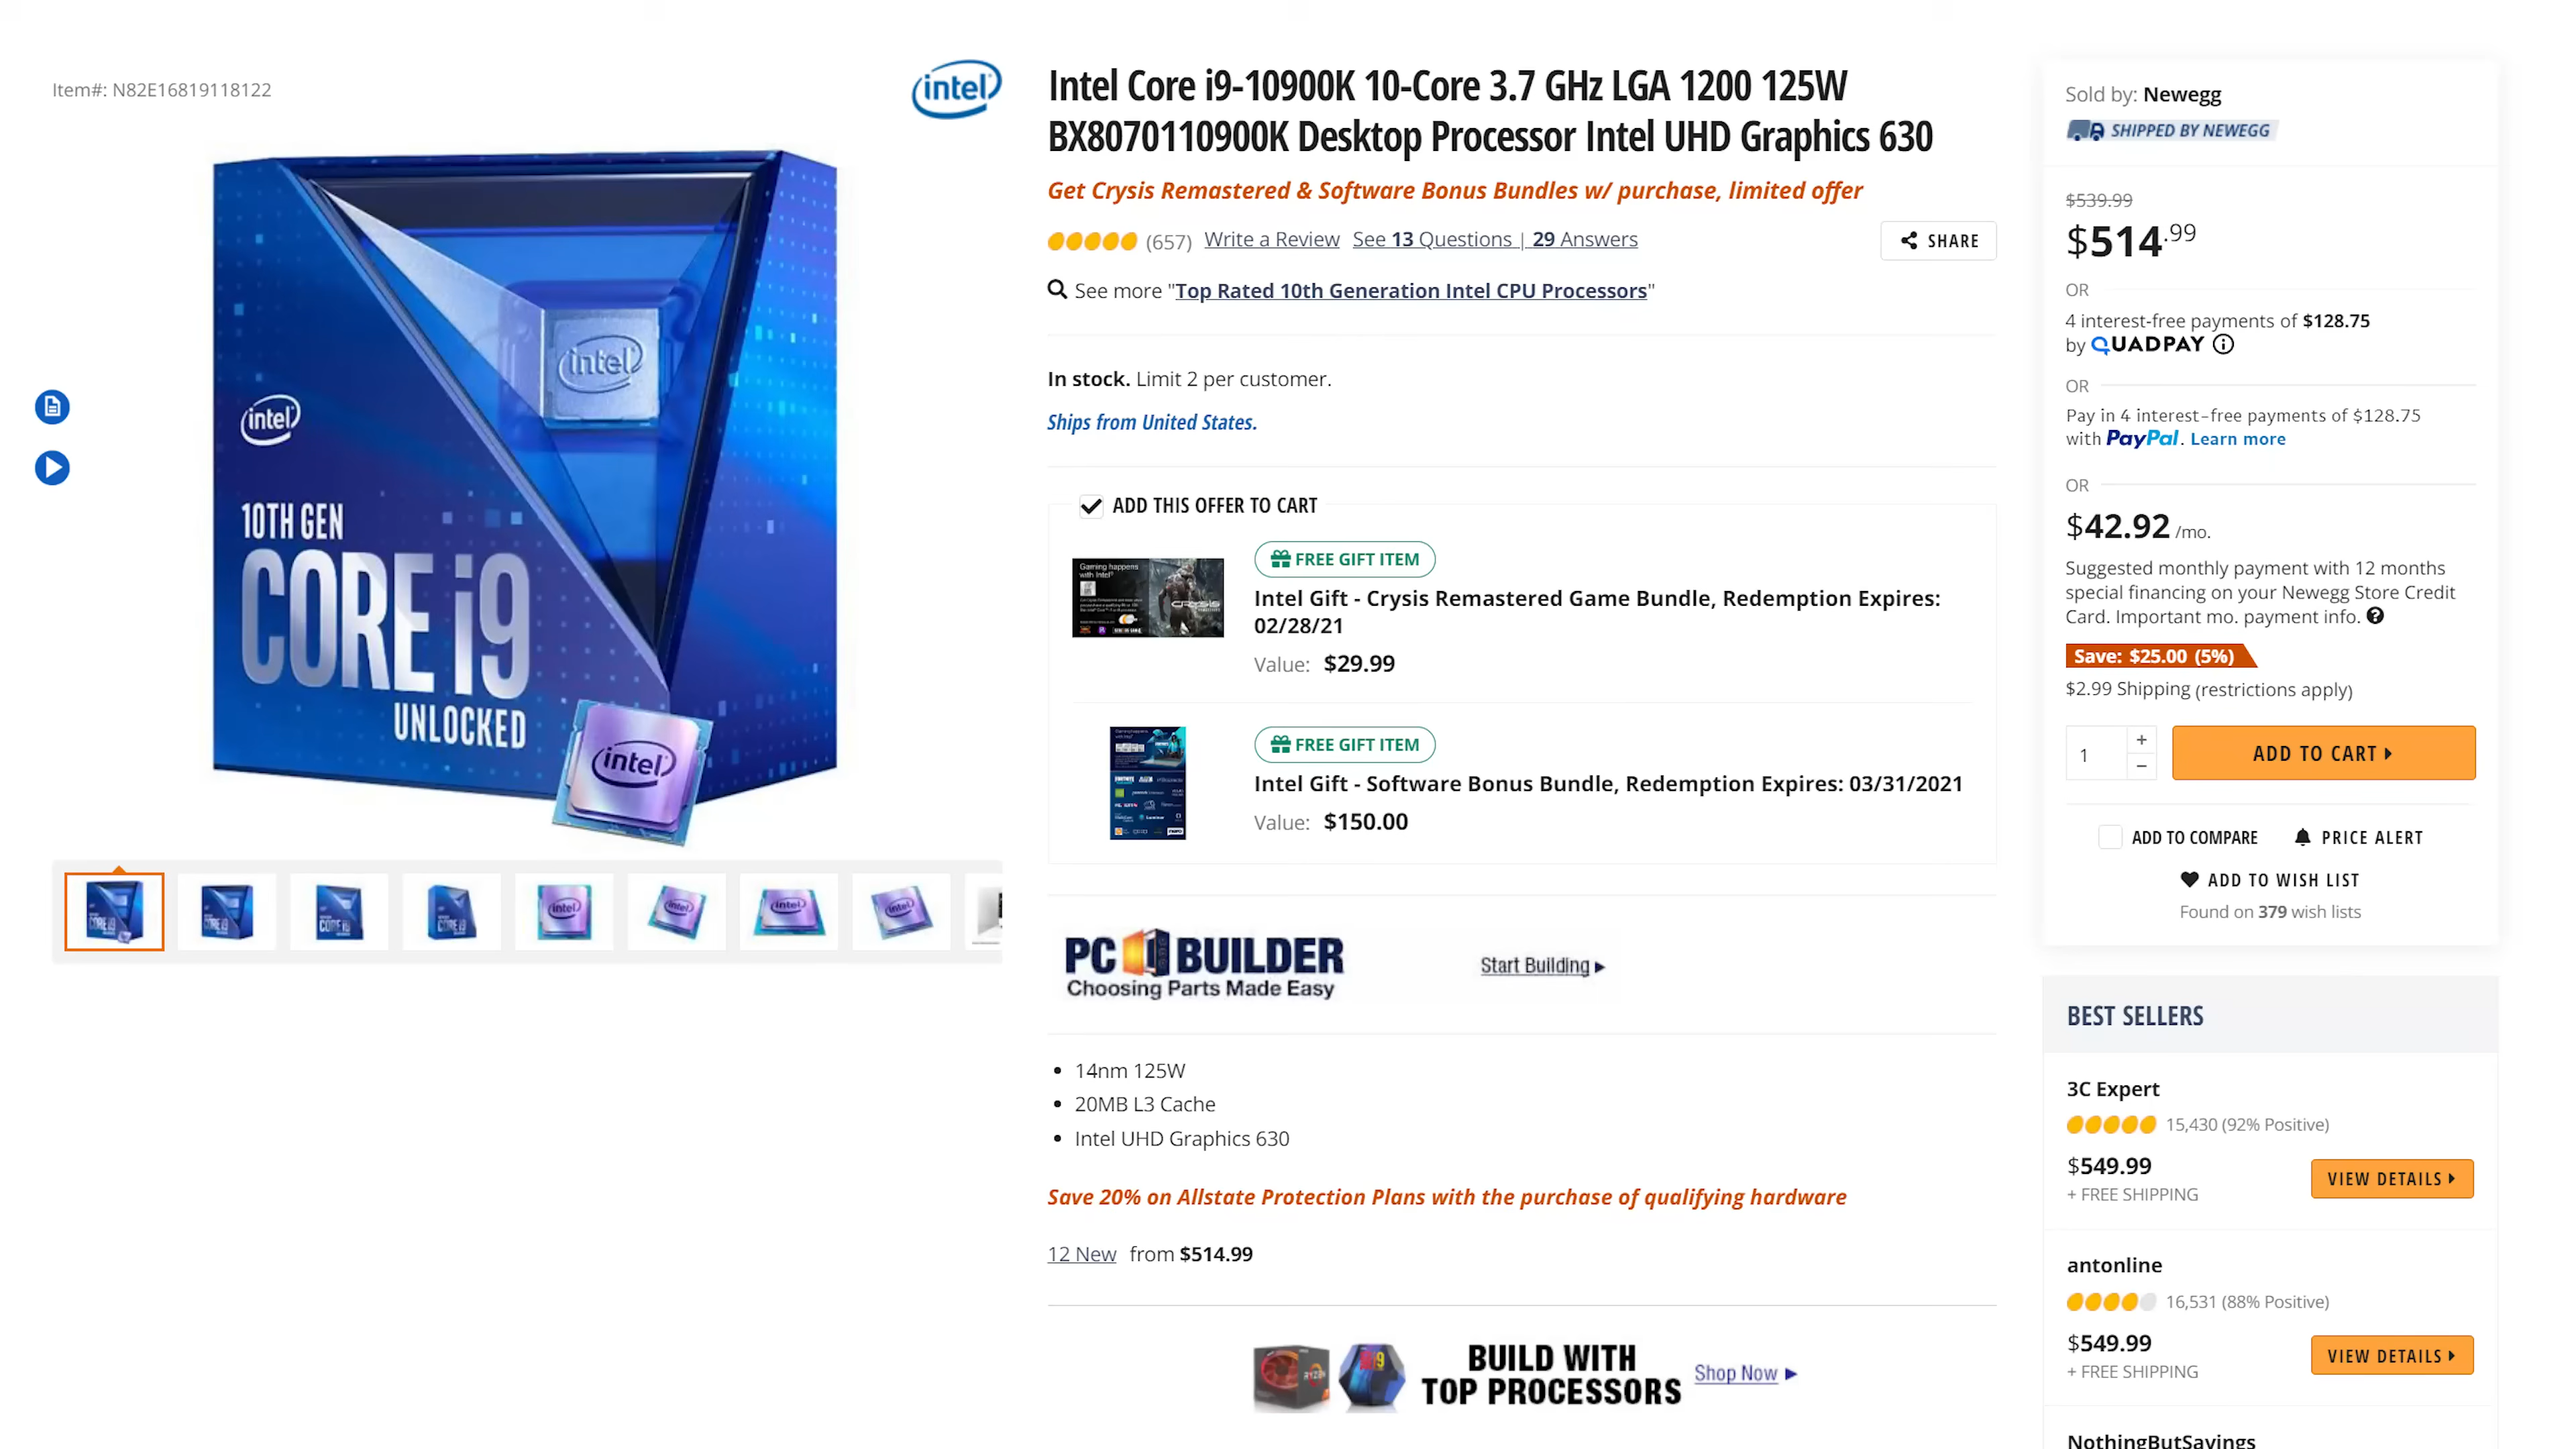 Item#: N82E16819118122
intel
intel
intel
10TH GEN
CORE i9
UNLOCKED
intel
Intel Core i9-10900K 10-Core 3.7 GHz LGA 1200 125W
BX8070110900K Desktop Processor Intel UHD Graphics 630
Get Crysis Remastered & Software Bonus Bundles w/ purchase, limited offer
(657) Write a Review See 13 Questions | 29 Answers
SHARE
See more "Top Rated 10th Generation Intel CPU Processors"
In stock. Limit 2 per customer.
Ships from United States.
ADD THIS OFFER TO CART
Gaming happens
with Intel
CRYSIS
FREE GIFT ITEM
Intel Gift - Crysis Remastered Game Bundle, Redemption Expires:
02/28/21
Value: $29.99
FREE GIFT ITEM
Intel Gift - Software Bonus Bundle, Redemption Expires: 03/31/2021
Value: $150.00
PC BUILDER
Choosing Parts Made Easy
Start Building
14nm 125W
20MB L3 Cache
Intel UHD Graphics 630
Save 20% on Allstate Protection Plans with the purchase of qualifying hardware
12 New from $514.99
RYZEN
i9
BUILD WITH
TOP PROCESSORS
Shop Now
Sold by: Newegg
SHIPPED BY NEWEGG
$539.99
$514.99
OR
4 interest-free payments of $128.75
by QUADPAY
OR
Pay in 4 interest-free payments of $128.75
with PayPal. Learn more
OR
$42.92 /mo.
Suggested monthly payment with 12 months
special financing on your Newegg Store Credit
Card. Important mo. payment info.
Save: $25.00 (5%)
$2.99 Shipping (restrictions apply)
1
ADD TO CART
ADD TO COMPARE
PRICE ALERT
ADD TO WISH LIST
Found on 379 wish lists
BEST SELLERS
3C Expert
15,430 (92% Positive)
$549.99
+ FREE SHIPPING
VIEW DETAILS
antonline
16,531 (88% Positive)
$549.99
+ FREE SHIPPING
VIEW DETAILS
NothingButSavings